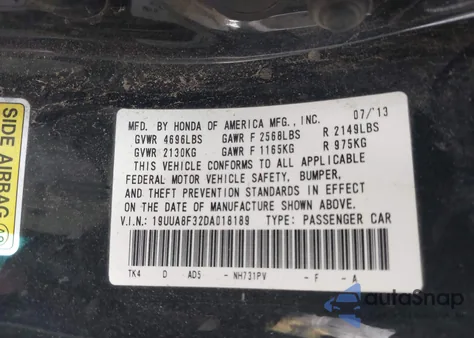 MFD. BY HONDA OF AMERICA MFG., INC. 07/'13
GVWR 4696LBS GAWR F 2568LBS R 2149LBS
GVWR 2130KG GAWR F 1165KG R 975KG
THIS VEHICLE CONFORMS TO ALL APPLICABLE
FEDERAL MOTOR VEHICLE SAFETY, BUMPER,
AND THEFT PREVENTION STANDARDS IN EFFECT
ON THE DATE OF MANUFACTURE SHOWN ABOVE.
V.I.N.: 19UUA8F32DA018189 TYPE: PASSENGER CAR
TK4 D AD5 - NH731PV - F - A
SIDE AIRBAG
autoSnap